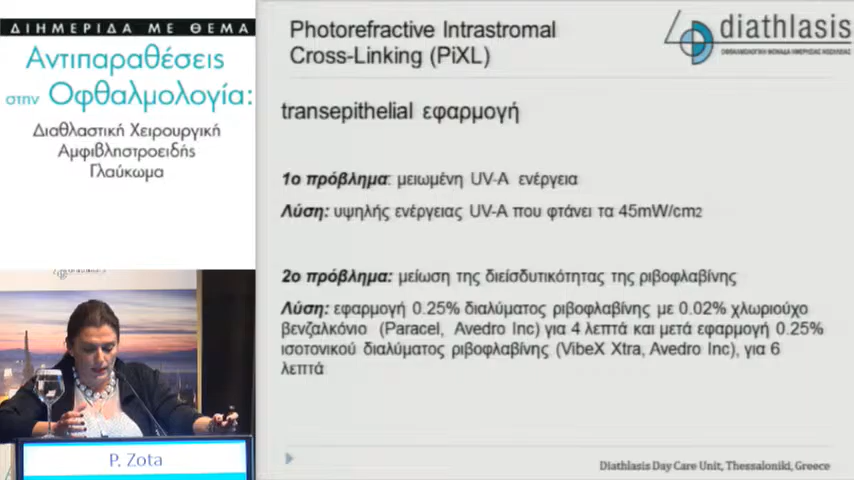 ΔΙΗΜΕΡΙΔΑ ΜΕ ΘΕΜΑ
Αντιπαραθέσεις
στην Οφθαλμολογία:
Διαθλαστική Χειρουργική
Αμφιβληστροειδής
Γλαύκωμα
P. Zota
Photorefractive Intrastromal
Cross-Linking (PiXL)
diathlasis
ΟΦΘΑΛΜΟΛΟΓΙΚΗ ΜΟΝΑΔΑ ΗΜΕΡΗΣΙΑΣ ΝΟΣΗΛΕΙΑΣ
transepithelial εφαρμογή
1ο πρόβλημα: μειωμένη UV-A ενέργεια
Λύση: υψηλής ενέργειας UV-A που φτάνει τα 45mW/cm2
2ο πρόβλημα: μείωση της διείσδυτικότητας της ριβοφλαβίνης
Λύση: εφαρμογή 0.25% διαλύματος ριβοφλαβίνης με 0.02% χλωριούχο
βενζαλκόνιο (Paracel, Avedro Inc) για 4 λεπτά και μετά εφαρμογή 0.25%
ισοτονικού διαλύματος ριβοφλαβίνης (VibeX Xtra, Avedro Inc), για 6
λεπτά
Diathlasis Day Care Unit, Thessaloniki, Greece